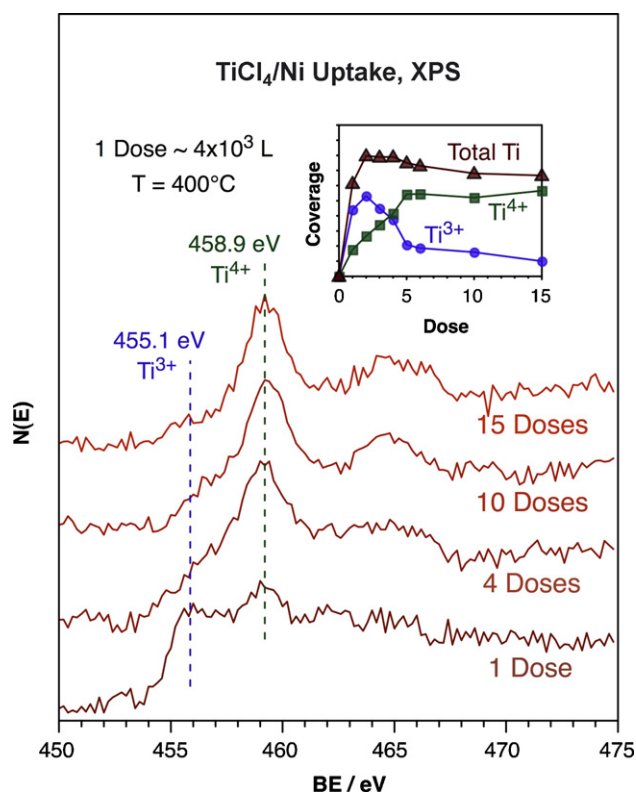 TiCl₄/Ni Uptake, XPS
1 Dose ~ 4x10³ L
T = 400°C
Total Ti
Ti⁴⁺
Ti³⁺
Coverage
0 5 10 15
Dose
458.9 eV
Ti⁴⁺
455.1 eV
Ti³⁺
N(E)
15 Doses
10 Doses
4 Doses
1 Dose
450 455 460 465 470 475
BE / eV